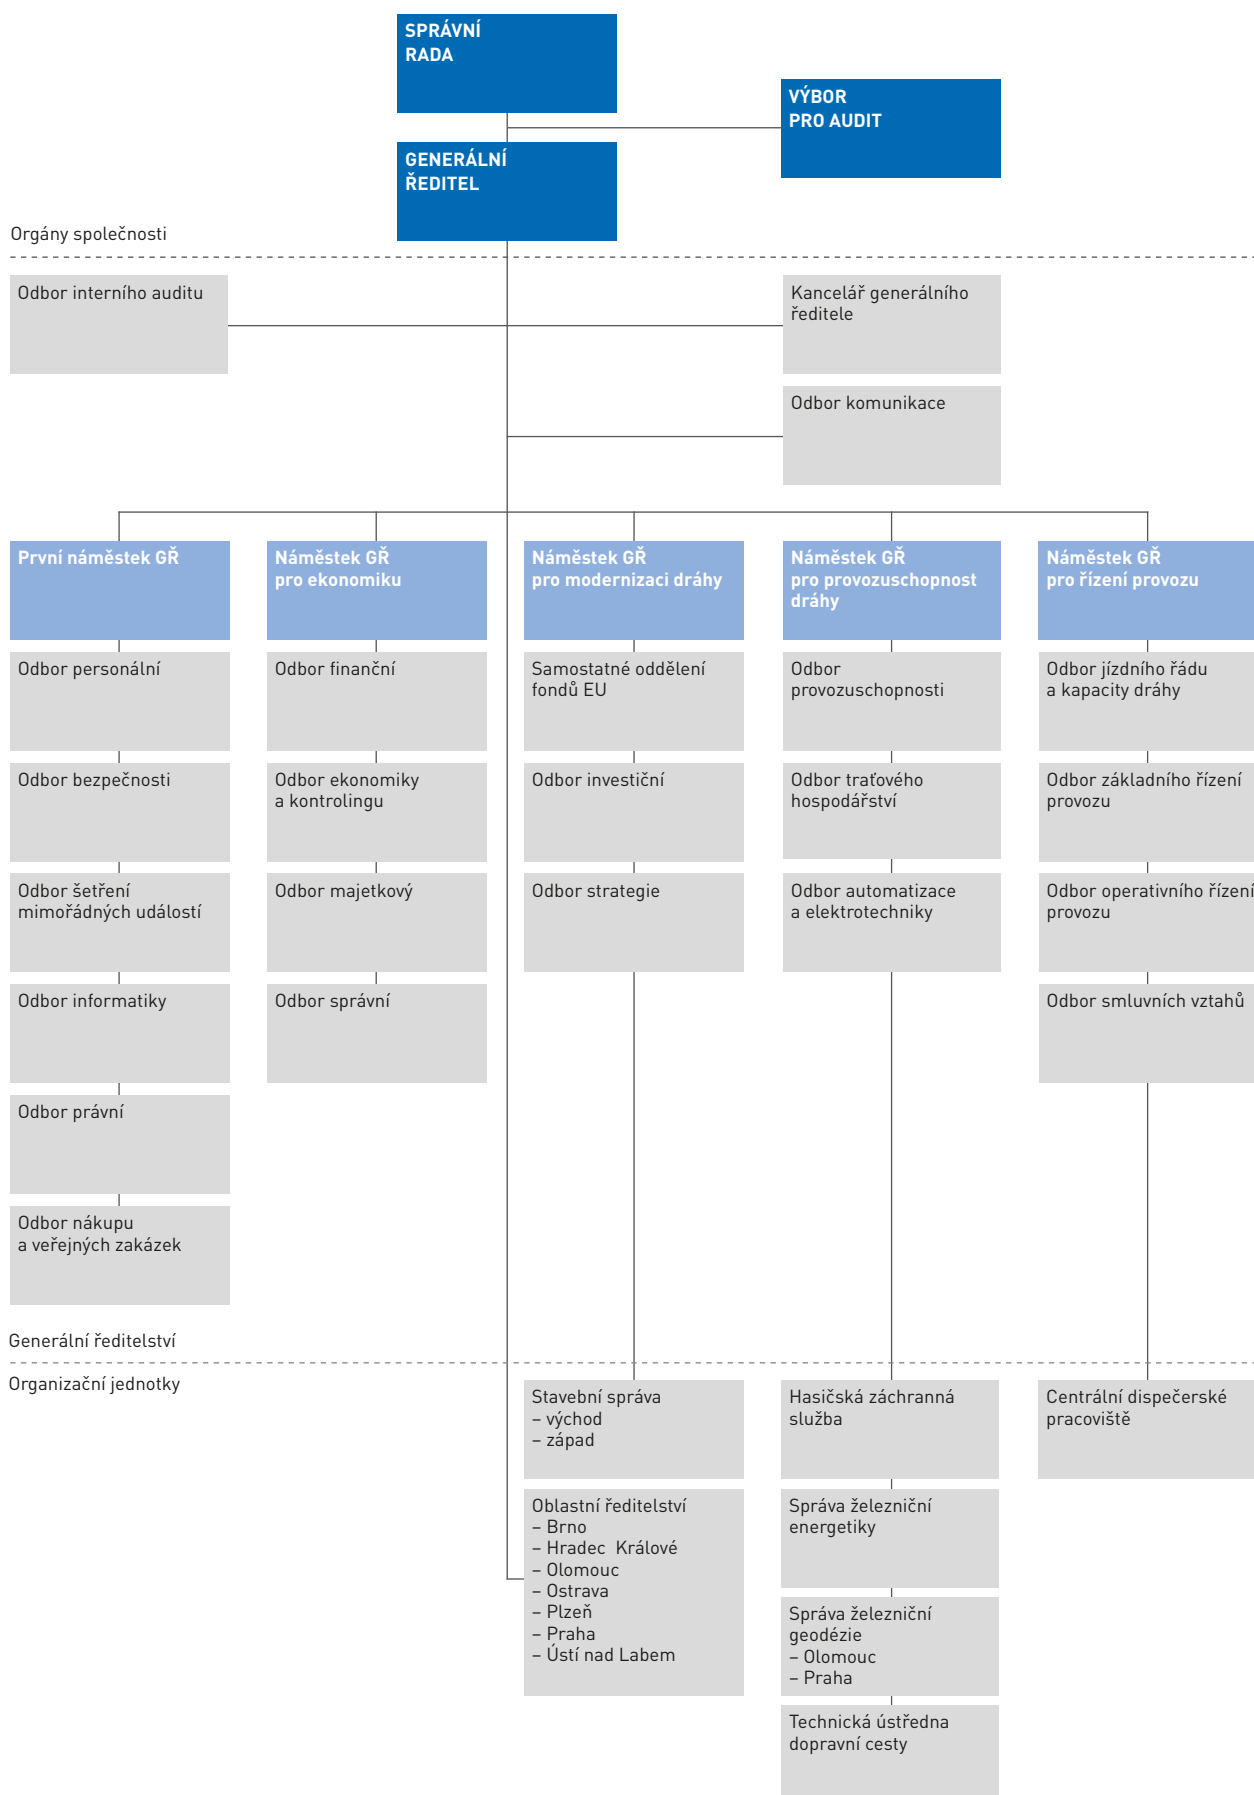 SPRÁVNÍ
RADA
VÝBOR
PRO AUDIT
GENERÁLNÍ
ŘEDITEL
Orgány společnosti
Odbor interního auditu
Kancelář generálního
ředitele
Odbor komunikace
První náměstek GŘ
Odbor personální
Odbor bezpečnosti
Odbor šetření
mimořádných událostí
Odbor informatiky
Odbor právní
Odbor nákupu
a veřejných zakázek
Náměstek GŘ
pro ekonomiku
Odbor finanční
Odbor ekonomiky
a kontrolingu
Odbor majetkový
Odbor správní
Náměstek GŘ
pro modernizaci dráhy
Samostatné oddělení
fondů EU
Odbor investiční
Odbor strategie
Náměstek GŘ
pro provozuschopnost
dráhy
Odbor
provozuschopnosti
Odbor traťového
hospodářství
Odbor automatizace
a elektrotechniky
Náměstek GŘ
pro řízení provozu
Odbor jízdního řádu
a kapacity dráhy
Odbor základního řízení
provozu
Odbor operativního řízení
provozu
Odbor smluvních vztahů
Generální ředitelství
Organizační jednotky
Stavební správa
– východ
– západ
Oblastní ředitelství
– Brno
– Hradec Králové
– Olomouc
– Ostrava
– Plzeň
– Praha
– Ústí nad Labem
Hasičská záchranná
služba
Správa železniční
energetiky
Správa železniční
geodézie
– Olomouc
– Praha
Technická ústředna
dopravní cesty
Centrální dispečerské
pracoviště